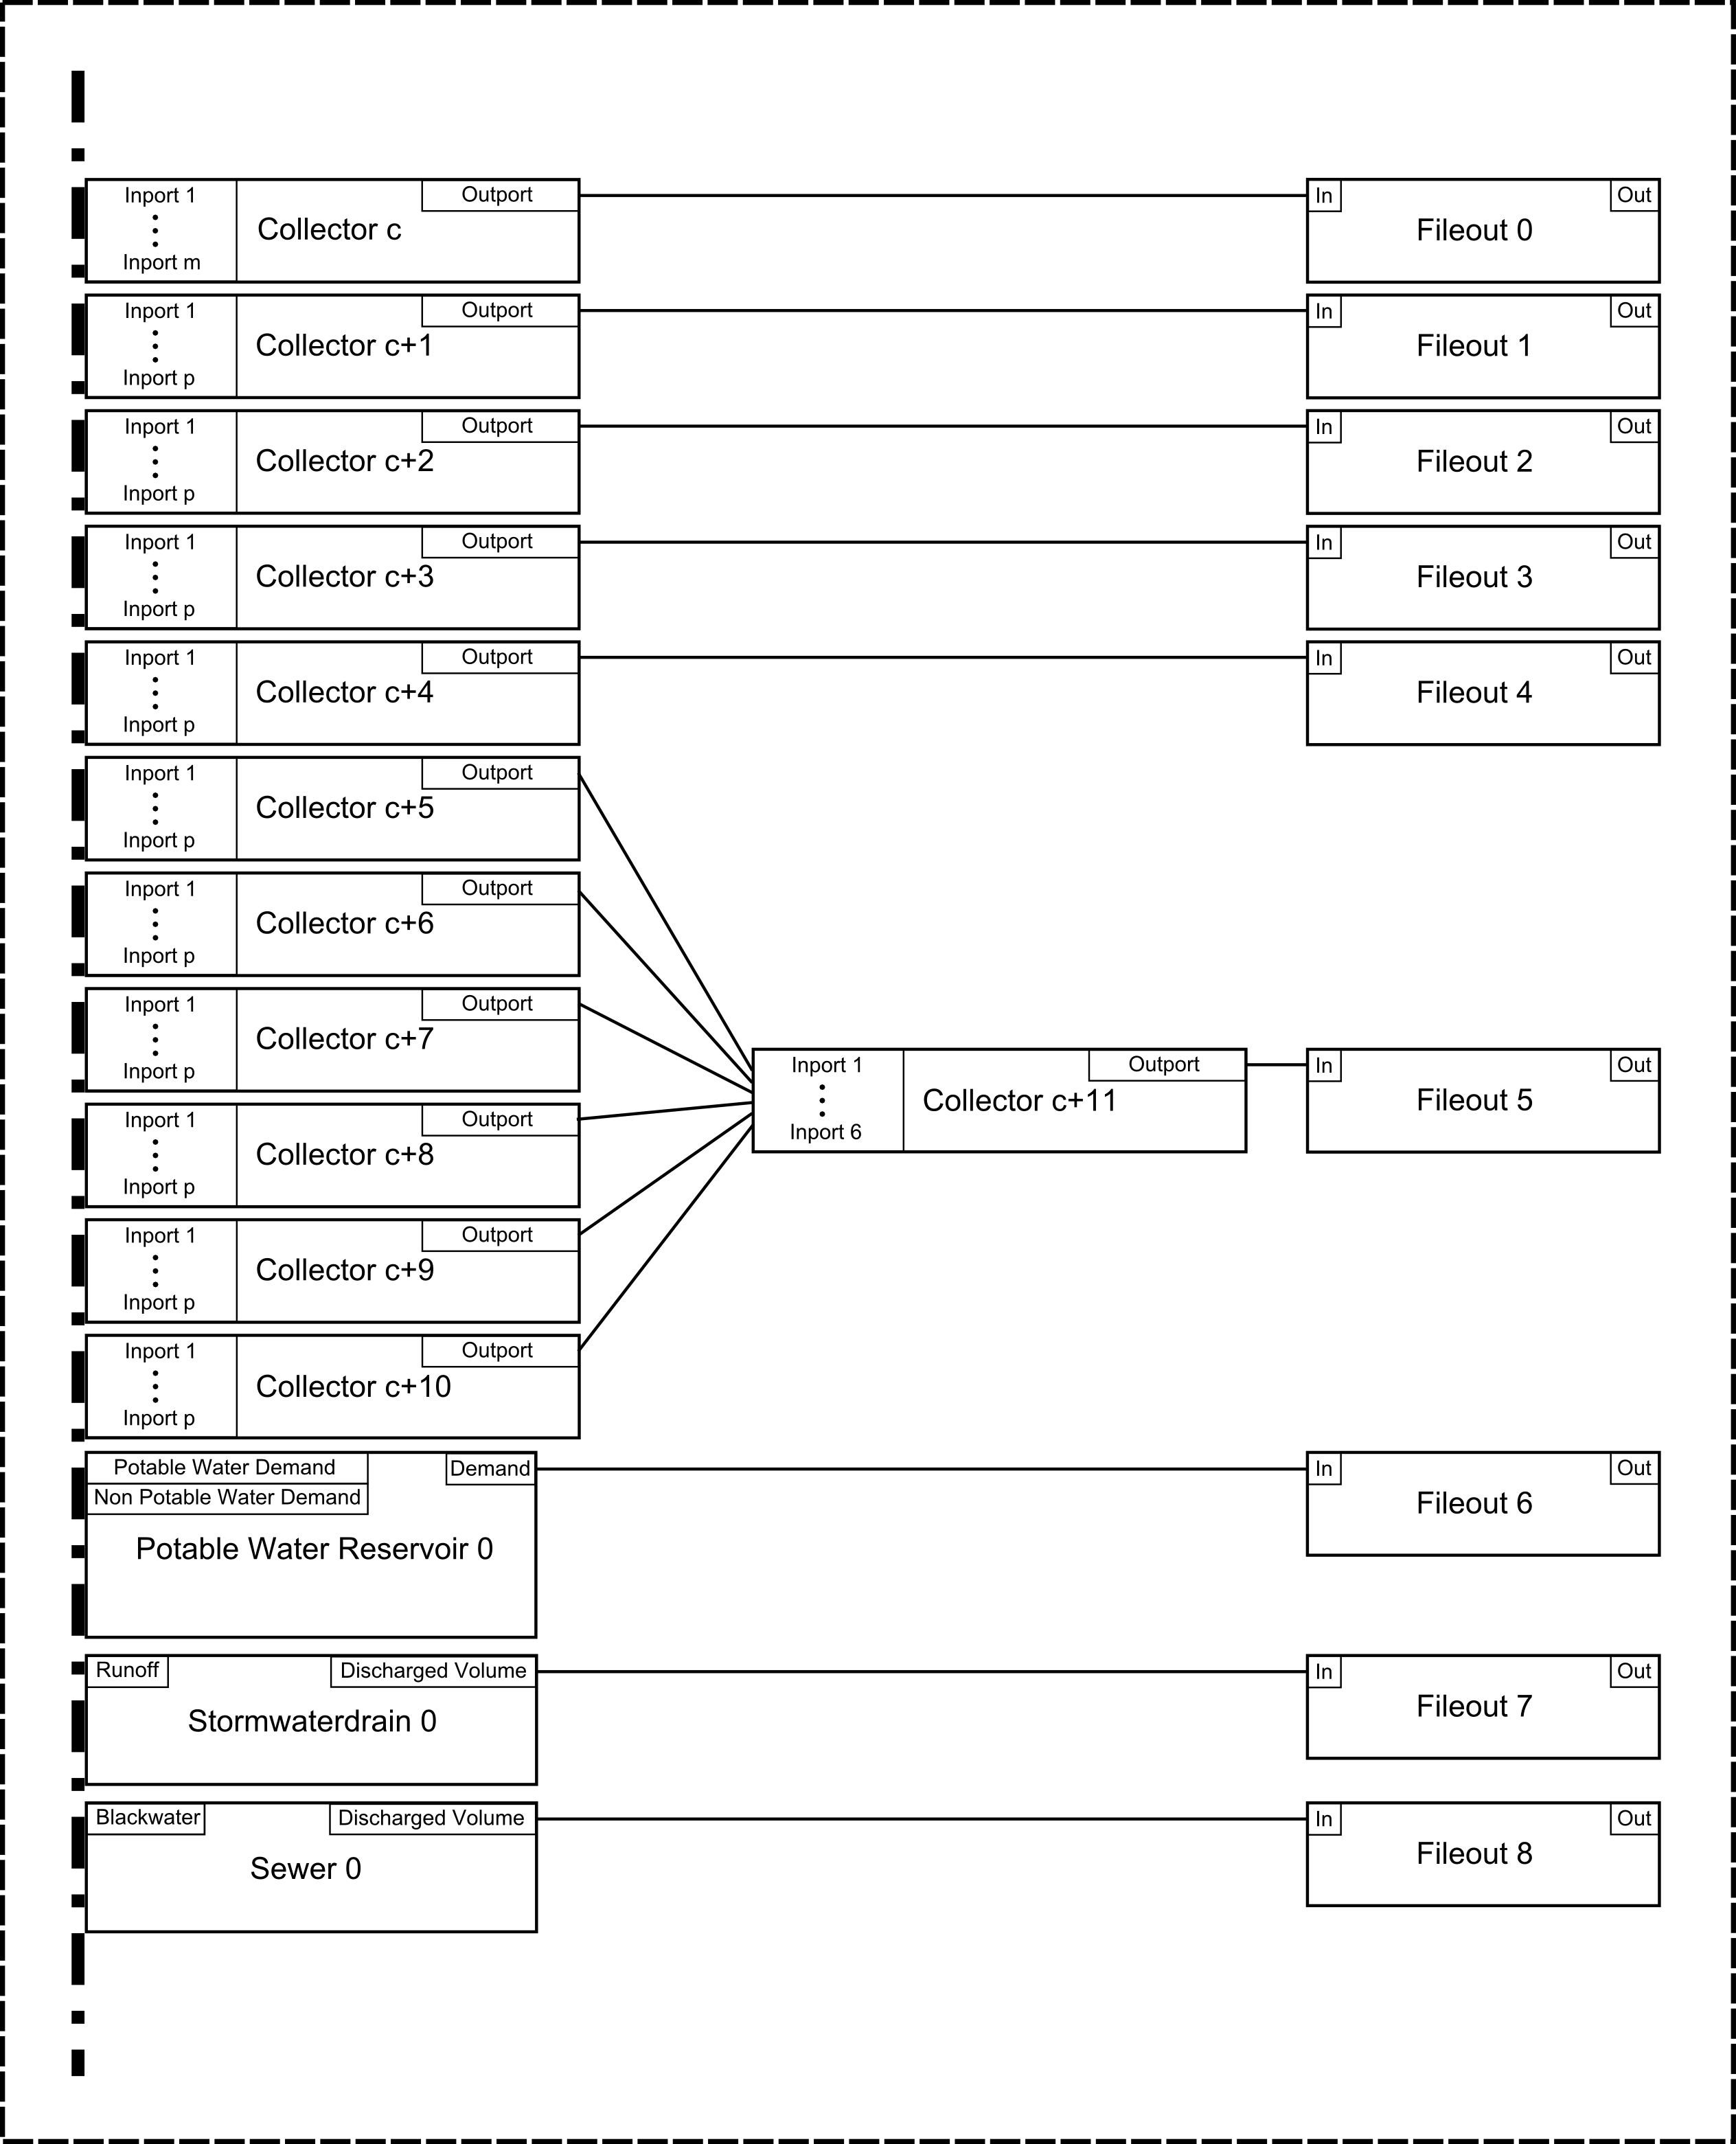 Inport 1
Outport
Collector c
Inport m
In
Out
Fileout 0
Inport 1
Outport
Collector c+1
Inport p
In
Out
Fileout 1
Inport 1
Outport
Collector c+2
Inport p
In
Out
Fileout 2
Inport 1
Outport
Collector c+3
Inport p
In
Out
Fileout 3
Inport 1
Outport
Collector c+4
Inport p
In
Out
Fileout 4
Inport 1
Outport
Collector c+5
Inport p
Inport 1
Outport
Collector c+6
Inport p
Inport 1
Outport
Collector c+7
Inport p
Inport 1
Outport
Collector c+8
Inport p
Inport 1
Outport
Collector c+9
Inport p
Inport 1
Outport
Collector c+10
Inport p
Inport 1
Outport
Collector c+11
Inport 6
In
Out
Fileout 5
Potable Water Demand
Demand
Non Potable Water Demand
Potable Water Reservoir 0
In
Out
Fileout 6
Runoff
Discharged Volume
Stormwaterdrain 0
In
Out
Fileout 7
Blackwater
Discharged Volume
Sewer 0
In
Out
Fileout 8